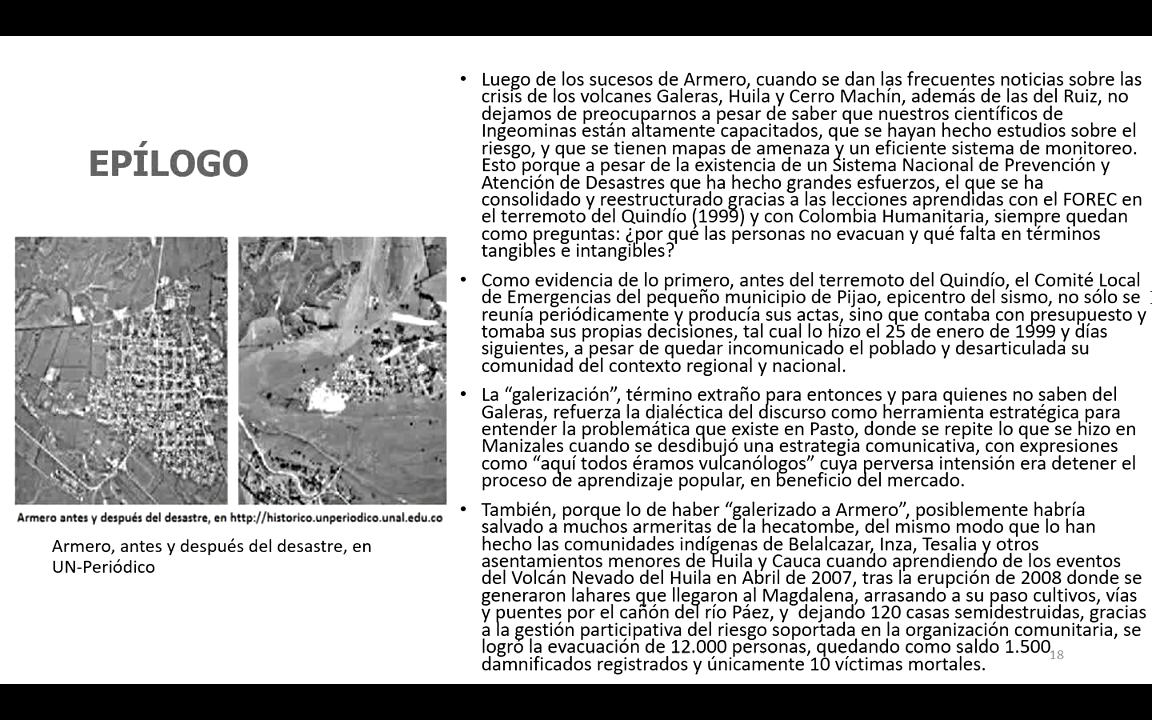 EPÍLOGO
Armero antes y después del desastre, en http://historico.unperiodico.unal.edu.co
Armero, antes y después del desastre, en
UN-Periódico
• Luego de los sucesos de Armero, cuando se dan las frecuentes noticias sobre las
crisis de los volcanes Galeras, Huila y Cerro Machín, además de las del Ruiz, no
dejamos de preocuparnos a pesar de saber que nuestros científicos de
Ingeominas están altamente capacitados, que se hayan hecho estudios sobre el
riesgo, y que se tienen mapas de amenaza y un eficiente sistema de monitoreo.
Esto porque a pesar de la existencia de un Sistema Nacional de Prevención y
Atención de Desastres que ha hecho grandes esfuerzos, el que se ha
consolidado y reestructurado gracias a las lecciones aprendidas con el FOREC en
el terremoto del Quindío (1999) y con Colombia Humanitaria, siempre quedan
como preguntas: ¿por qué las personas no evacuan y qué falta en términos
tangibles e intangibles?
• Como evidencia de lo primero, antes del terremoto del Quindío, el Comité Local
de Emergencias del pequeño municipio de Pijao, epicentro del sismo, no sólo se
reunía periódicamente y producía sus actas, sino que contaba con presupuesto y
tomaba sus propias decisiones, tal cual lo hizo el 25 de enero de 1999 y días
siguientes, a pesar de quedar incomunicado el poblado y desarticulada su
comunidad del contexto regional y nacional.
• La “galerización”, término extraño para entonces y para quienes no saben del
Galeras, refuerza la dialéctica del discurso como herramienta estratégica para
entender la problemática que existe en Pasto, donde se repite lo que se hizo en
Manizales cuando se desdibujó una estrategia comunicativa, con expresiones
como “aquí todos éramos vulcanólogos” cuya perversa intensión era detener el
proceso de aprendizaje popular, en beneficio del mercado.
• También, porque lo de haber “galerizado a Armero”, posiblemente habría
salvado a muchos armeritas de la hecatombe, del mismo modo que lo han
hecho las comunidades indígenas de Belalcazar, Inza, Tesalia y otros
asentamientos menores de Huila y Cauca cuando aprendiendo de los eventos
del Volcán Nevado del Huila en Abril de 2007, tras la erupción de 2008 donde se
generaron lahares que llegaron al Magdalena, arrasando a su paso cultivos, vías
y puentes por el cañón del río Páez, y dejando 120 casas semidestruidas, gracias
a la gestión participativa del riesgo soportada en la organización comunitaria, se
logró la evacuación de 12.000 personas, quedando como saldo 1.500
damnificados registrados y únicamente 10 víctimas mortales.
18